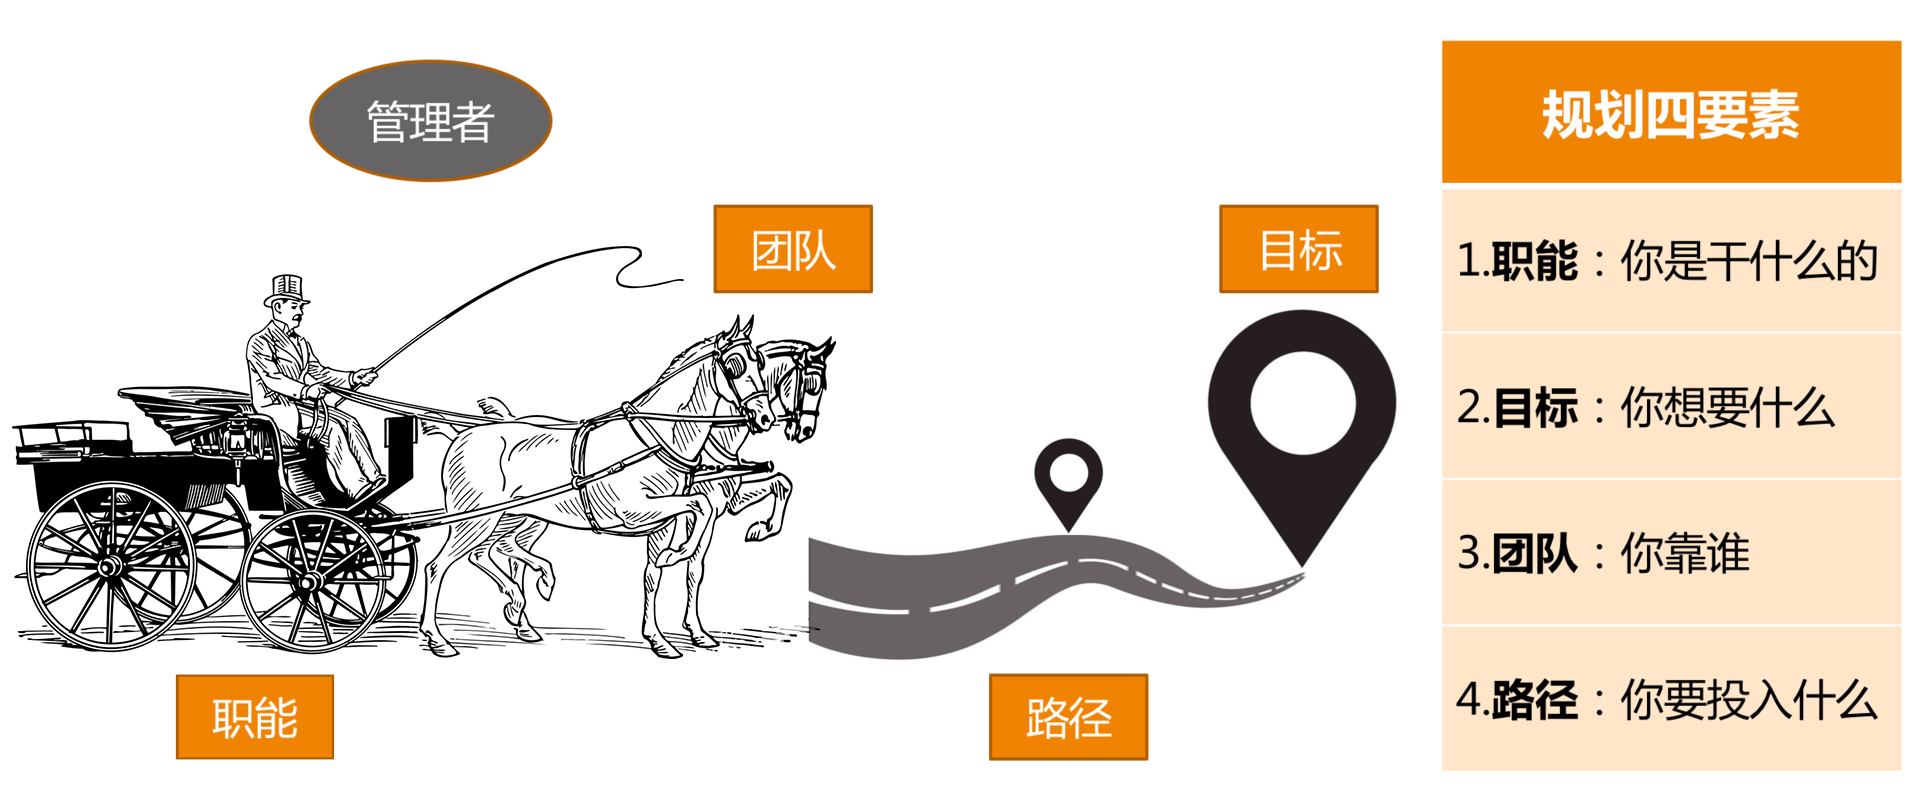 管理者
团队
目标
职能
路径
规划四要素
1.职能：你是干什么的
2.目标：你想要什么
3.团队：你靠谁
4.路径：你要投入什么